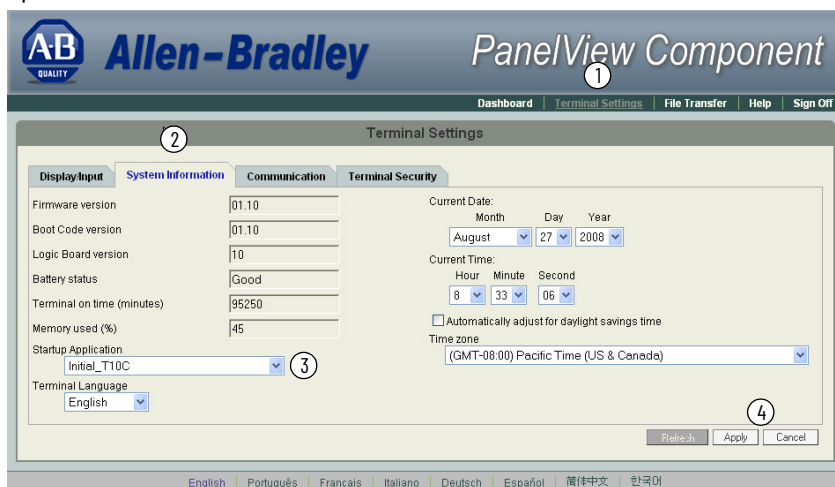 A·B QUALITY Allen-Bradley PanelView Component
1
Dashboard | Terminal Settings | File Transfer | Help | Sign Off
2
Terminal Settings
Display/Input System Information Communication Terminal Security
Firmware version 01.10
Boot Code version 01.10
Logic Board version 10
Battery status Good
Terminal on time (minutes) 95250
Memory used (%) 45
Startup Application
Initial_T10C 3
Terminal Language
English
Current Date:
Month Day Year
August 27 2008
Current Time:
Hour Minute Second
8 33 06
Automatically adjust for daylight savings time
Time zone
(GMT-08:00) Pacific Time (US & Canada)
4
Refresh Apply Cancel
English | Português | Français | Italiano | Deutsch | Español | 简体中文 | 한국어